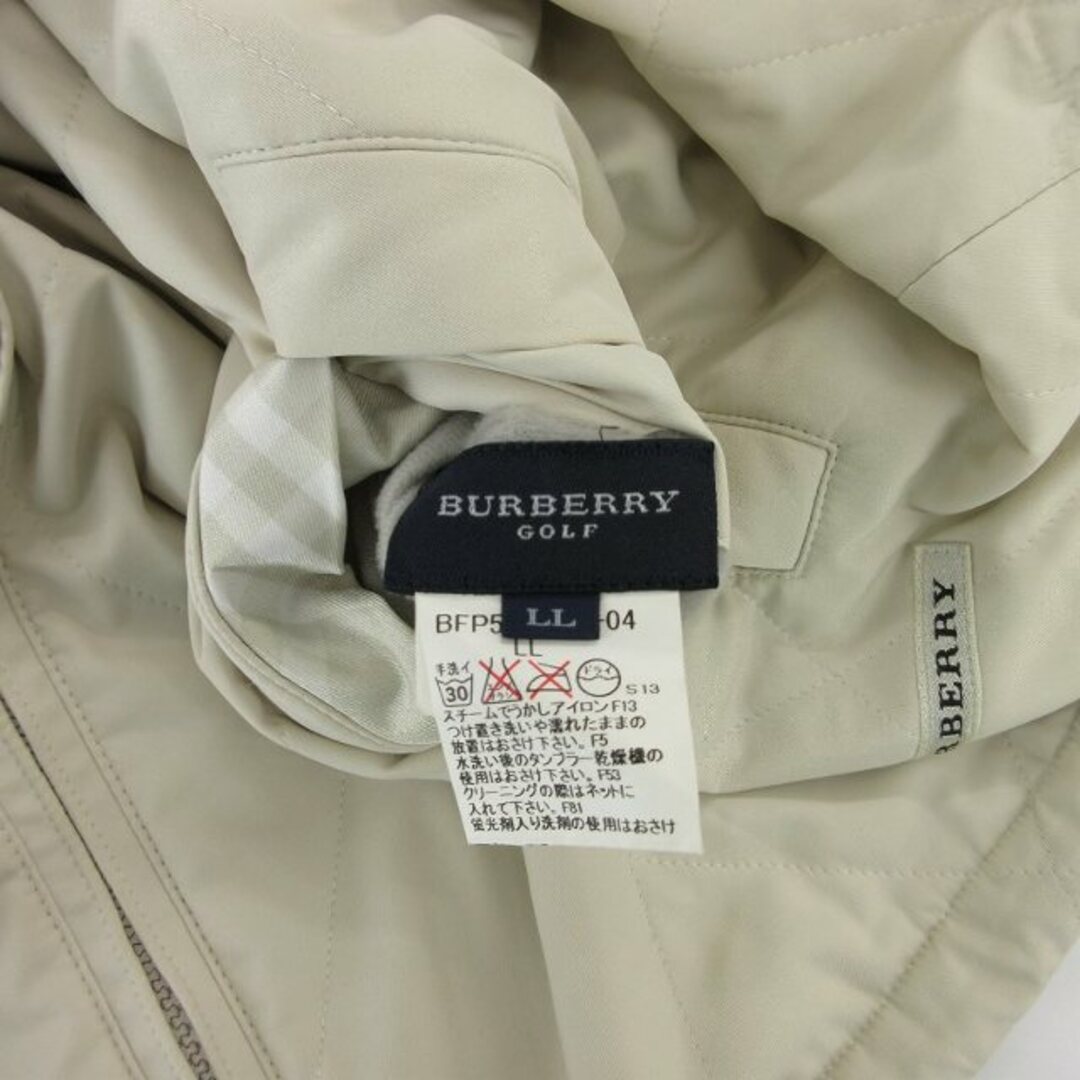 BURBERRY
GOLF
LL
BFP5 -04
LL
手洗イ
30
ドライ
S13
スチームでうかしアイロンF13
つけ置き洗いや濡れたままの
放置はおさけ下さい。F5
水洗い後のタンブラー乾燥機の
使用はおさけ下さい。F53
クリーニングの際はネットに
入れて下さい。F81
蛍光剤入り洗剤の使用はおさけ
RBERRY